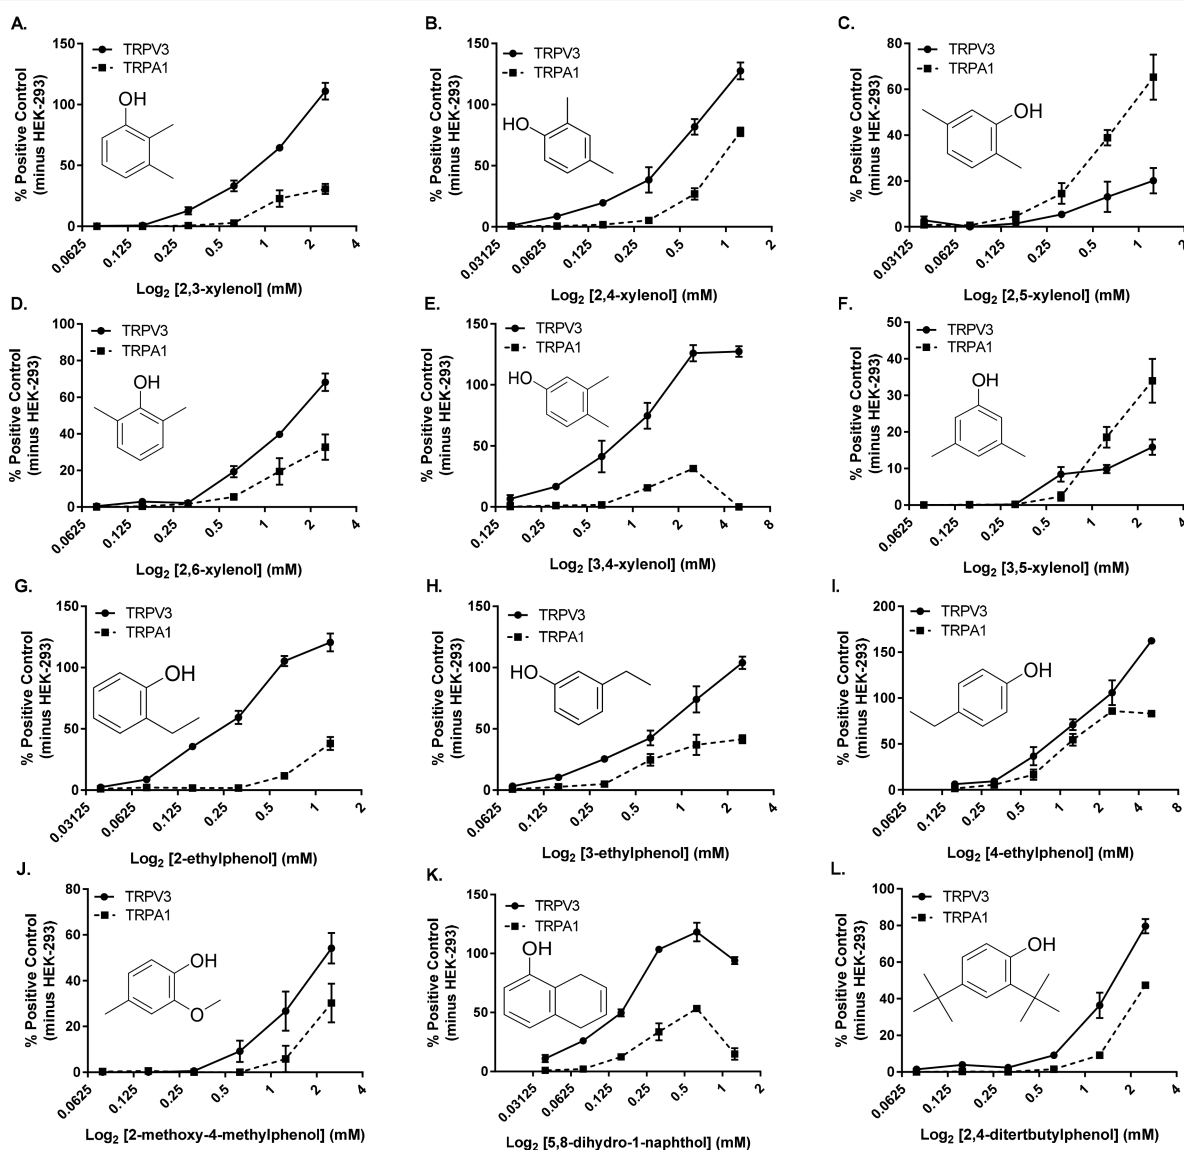 A.
% Positive Control
(minus HEK-293)
TRPV3
TRPA1
OH
150
100
50
0
0.0625
0.125
0.25
0.5
1
2
4
Log2 [2,3-xylenol] (mM)
B.
% Positive Control
(minus HEK-293)
TRPV3
TRPA1
HO
150
100
50
0
0.03125
0.0625
0.125
0.25
0.5
1
2
Log2 [2,4-xylenol] (mM)
C.
% Positive Control
(minus HEK-293)
TRPV3
TRPA1
OH
80
60
40
20
0
0.03125
0.0625
0.125
0.25
0.5
1
2
Log2 [2,5-xylenol] (mM)
D.
% Positive Control
(minus HEK-293)
TRPV3
TRPA1
OH
100
80
60
40
20
0
0.0625
0.125
0.25
0.5
1
2
4
Log2 [2,6-xylenol] (mM)
E.
% Positive Control
(minus HEK-293)
TRPV3
TRPA1
HO
150
100
50
0
0.125
0.25
0.5
1
2
4
8
Log2 [3,4-xylenol] (mM)
F.
% Positive Control
(minus HEK-293)
TRPV3
TRPA1
OH
50
40
30
20
10
0
0.0625
0.125
0.25
0.5
1
2
4
Log2 [3,5-xylenol] (mM)
G.
% Positive Control
(minus HEK-293)
TRPV3
TRPA1
OH
150
100
50
0
0.03125
0.0625
0.125
0.25
0.5
1
2
Log2 [2-ethylphenol] (mM)
H.
% Positive Control
(minus HEK-293)
TRPV3
TRPA1
HO
150
100
50
0
0.0625
0.125
0.25
0.5
1
2
4
Log2 [3-ethylphenol] (mM)
I.
% Positive Control
(minus HEK-293)
TRPV3
TRPA1
OH
200
150
100
50
0
0.0625
0.125
0.25
0.5
1
2
4
8
Log2 [4-ethylphenol] (mM)
J.
% Positive Control
(minus HEK-293)
TRPV3
TRPA1
OH
O
80
60
40
20
0
0.0625
0.125
0.25
0.5
1
2
4
Log2 [2-methoxy-4-methylphenol] (mM)
K.
% Positive Control
(minus HEK-293)
TRPV3
TRPA1
OH
150
100
50
0
0.03125
0.0625
0.125
0.25
0.5
1
2
Log2 [5,8-dihydro-1-naphthol] (mM)
L.
% Positive Control
(minus HEK-293)
TRPV3
TRPA1
OH
100
80
60
40
20
0
0.0625
0.125
0.25
0.5
1
2
4
Log2 [2,4-ditertbutylphenol] (mM)